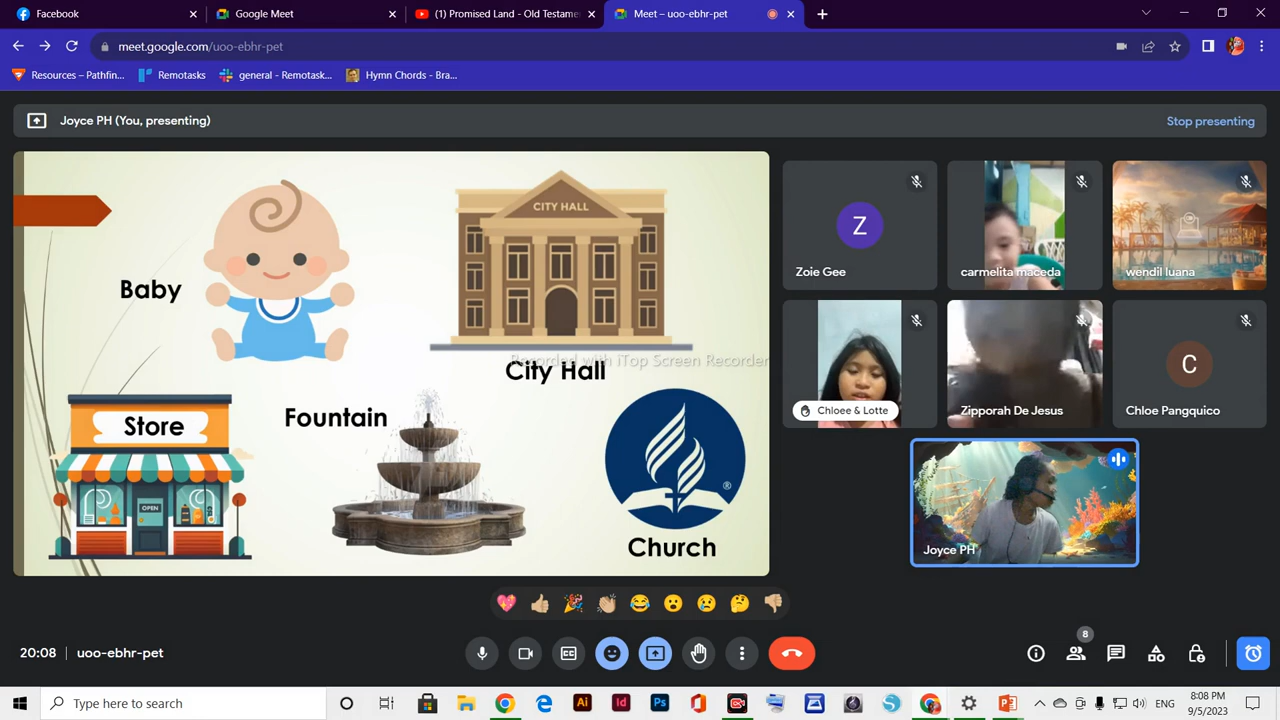 Facebook
Google Meet
(1) Promised Land - Old Testame
Meet – uoo-ebhr-pet
meet.google.com/uoo-ebhr-pet
Resources – Pathfin...
Remotasks
general - Remotask...
Hymn Chords - Bra...
Joyce PH (You, presenting)
Stop presenting
CITY HALL
Baby
Recorded with iTop Screen Recorder
City Hall
Store
Fountain
OPEN
®
Church
Z
Zoie Gee
carmelita maceda
wendil luana
Chloee & Lotte
Zipporah De Jesus
C
Chloe Pangquico
Joyce PH
20:08 | uoo-ebhr-pet
8
Type here to search
Ai
Id
Ps
ENG
8:08 PM
9/5/2023